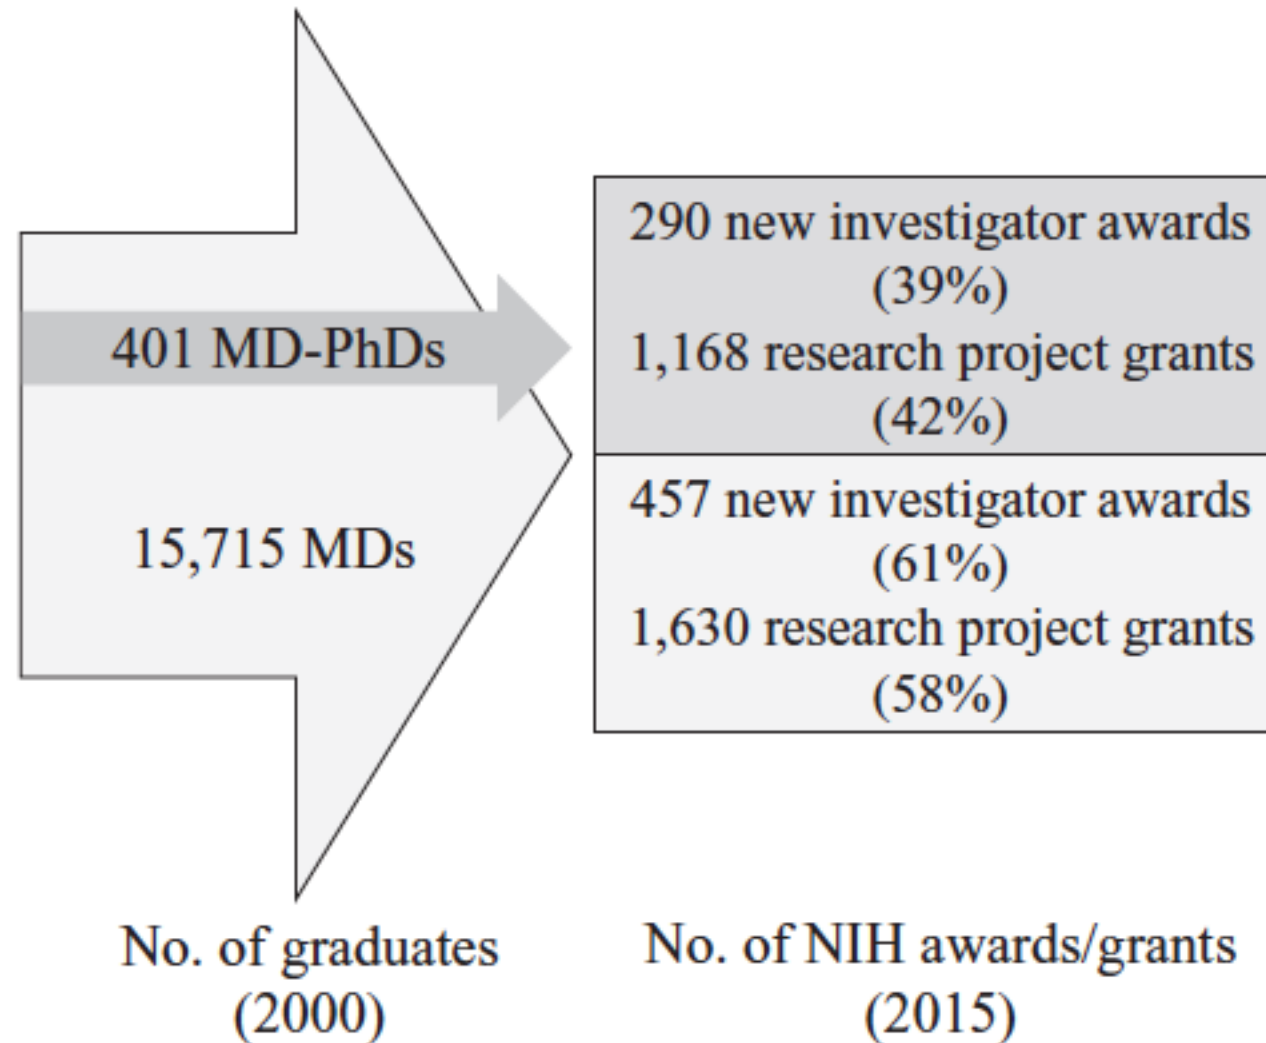 401 MD-PhDs
15,715 MDs
290 new investigator awards
(39%)
1,168 research project grants
(42%)
457 new investigator awards
(61%)
1,630 research project grants
(58%)
No. of graduates
(2000)
No. of NIH awards/grants
(2015)